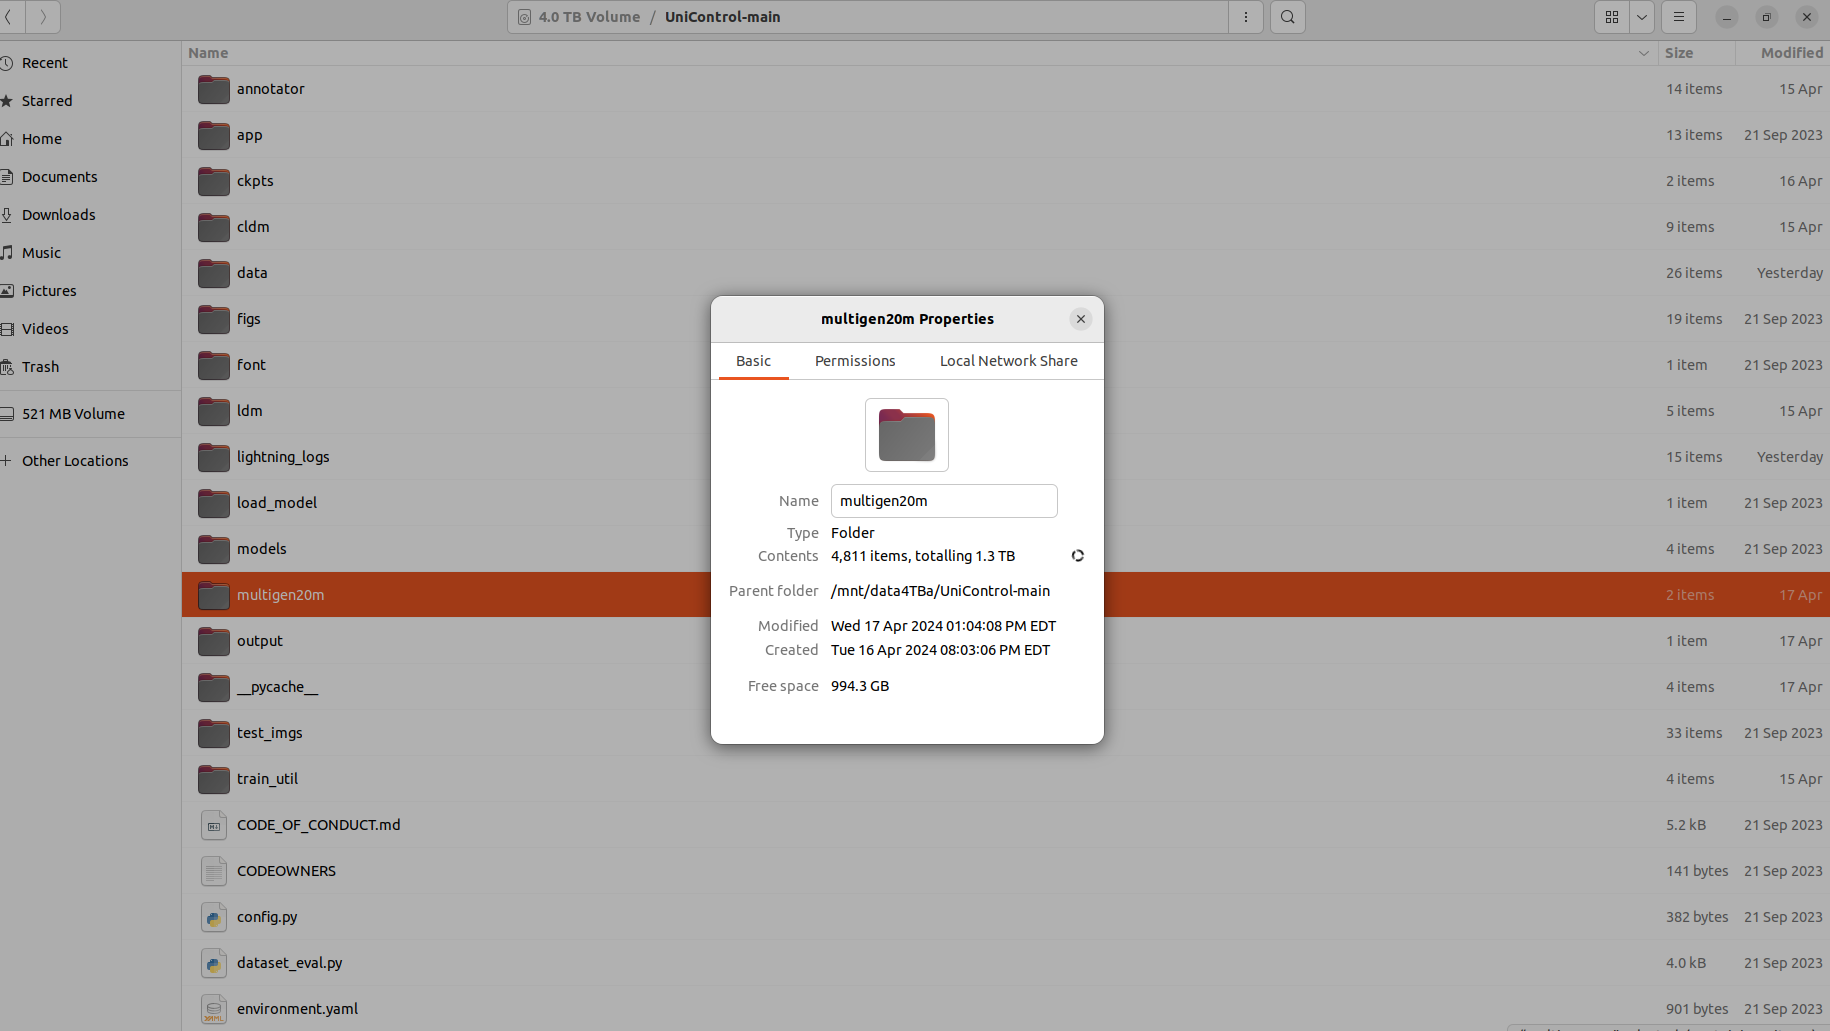 4.0 TB Volume / UniControl-main
Name Size Modified
Recent
Starred
Home
Documents
Downloads
Music
Pictures
Videos
Trash
521 MB Volume
Other Locations
annotator 14 items 15 Apr
app 13 items 21 Sep 2023
ckpts 2 items 16 Apr
cldm 9 items 15 Apr
data 26 items Yesterday
figs 19 items 21 Sep 2023
font 1 item 21 Sep 2023
ldm 5 items 15 Apr
lightning_logs 15 items Yesterday
load_model 1 item 21 Sep 2023
models 4 items 21 Sep 2023
multigen20m 2 items 17 Apr
output 1 item 17 Apr
__pycache__ 4 items 17 Apr
test_imgs 33 items 21 Sep 2023
train_util 4 items 15 Apr
CODE_OF_CONDUCT.md 5.2 kB 21 Sep 2023
CODEOWNERS 141 bytes 21 Sep 2023
config.py 382 bytes 21 Sep 2023
dataset_eval.py 4.0 kB 21 Sep 2023
environment.yaml 901 bytes 21 Sep 2023
multigen20m Properties
Basic Permissions Local Network Share
Name multigen20m
Type Folder
Contents 4,811 items, totalling 1.3 TB
Parent folder /mnt/data4TBa/UniControl-main
Modified Wed 17 Apr 2024 01:04:08 PM EDT
Created Tue 16 Apr 2024 08:03:06 PM EDT
Free space 994.3 GB